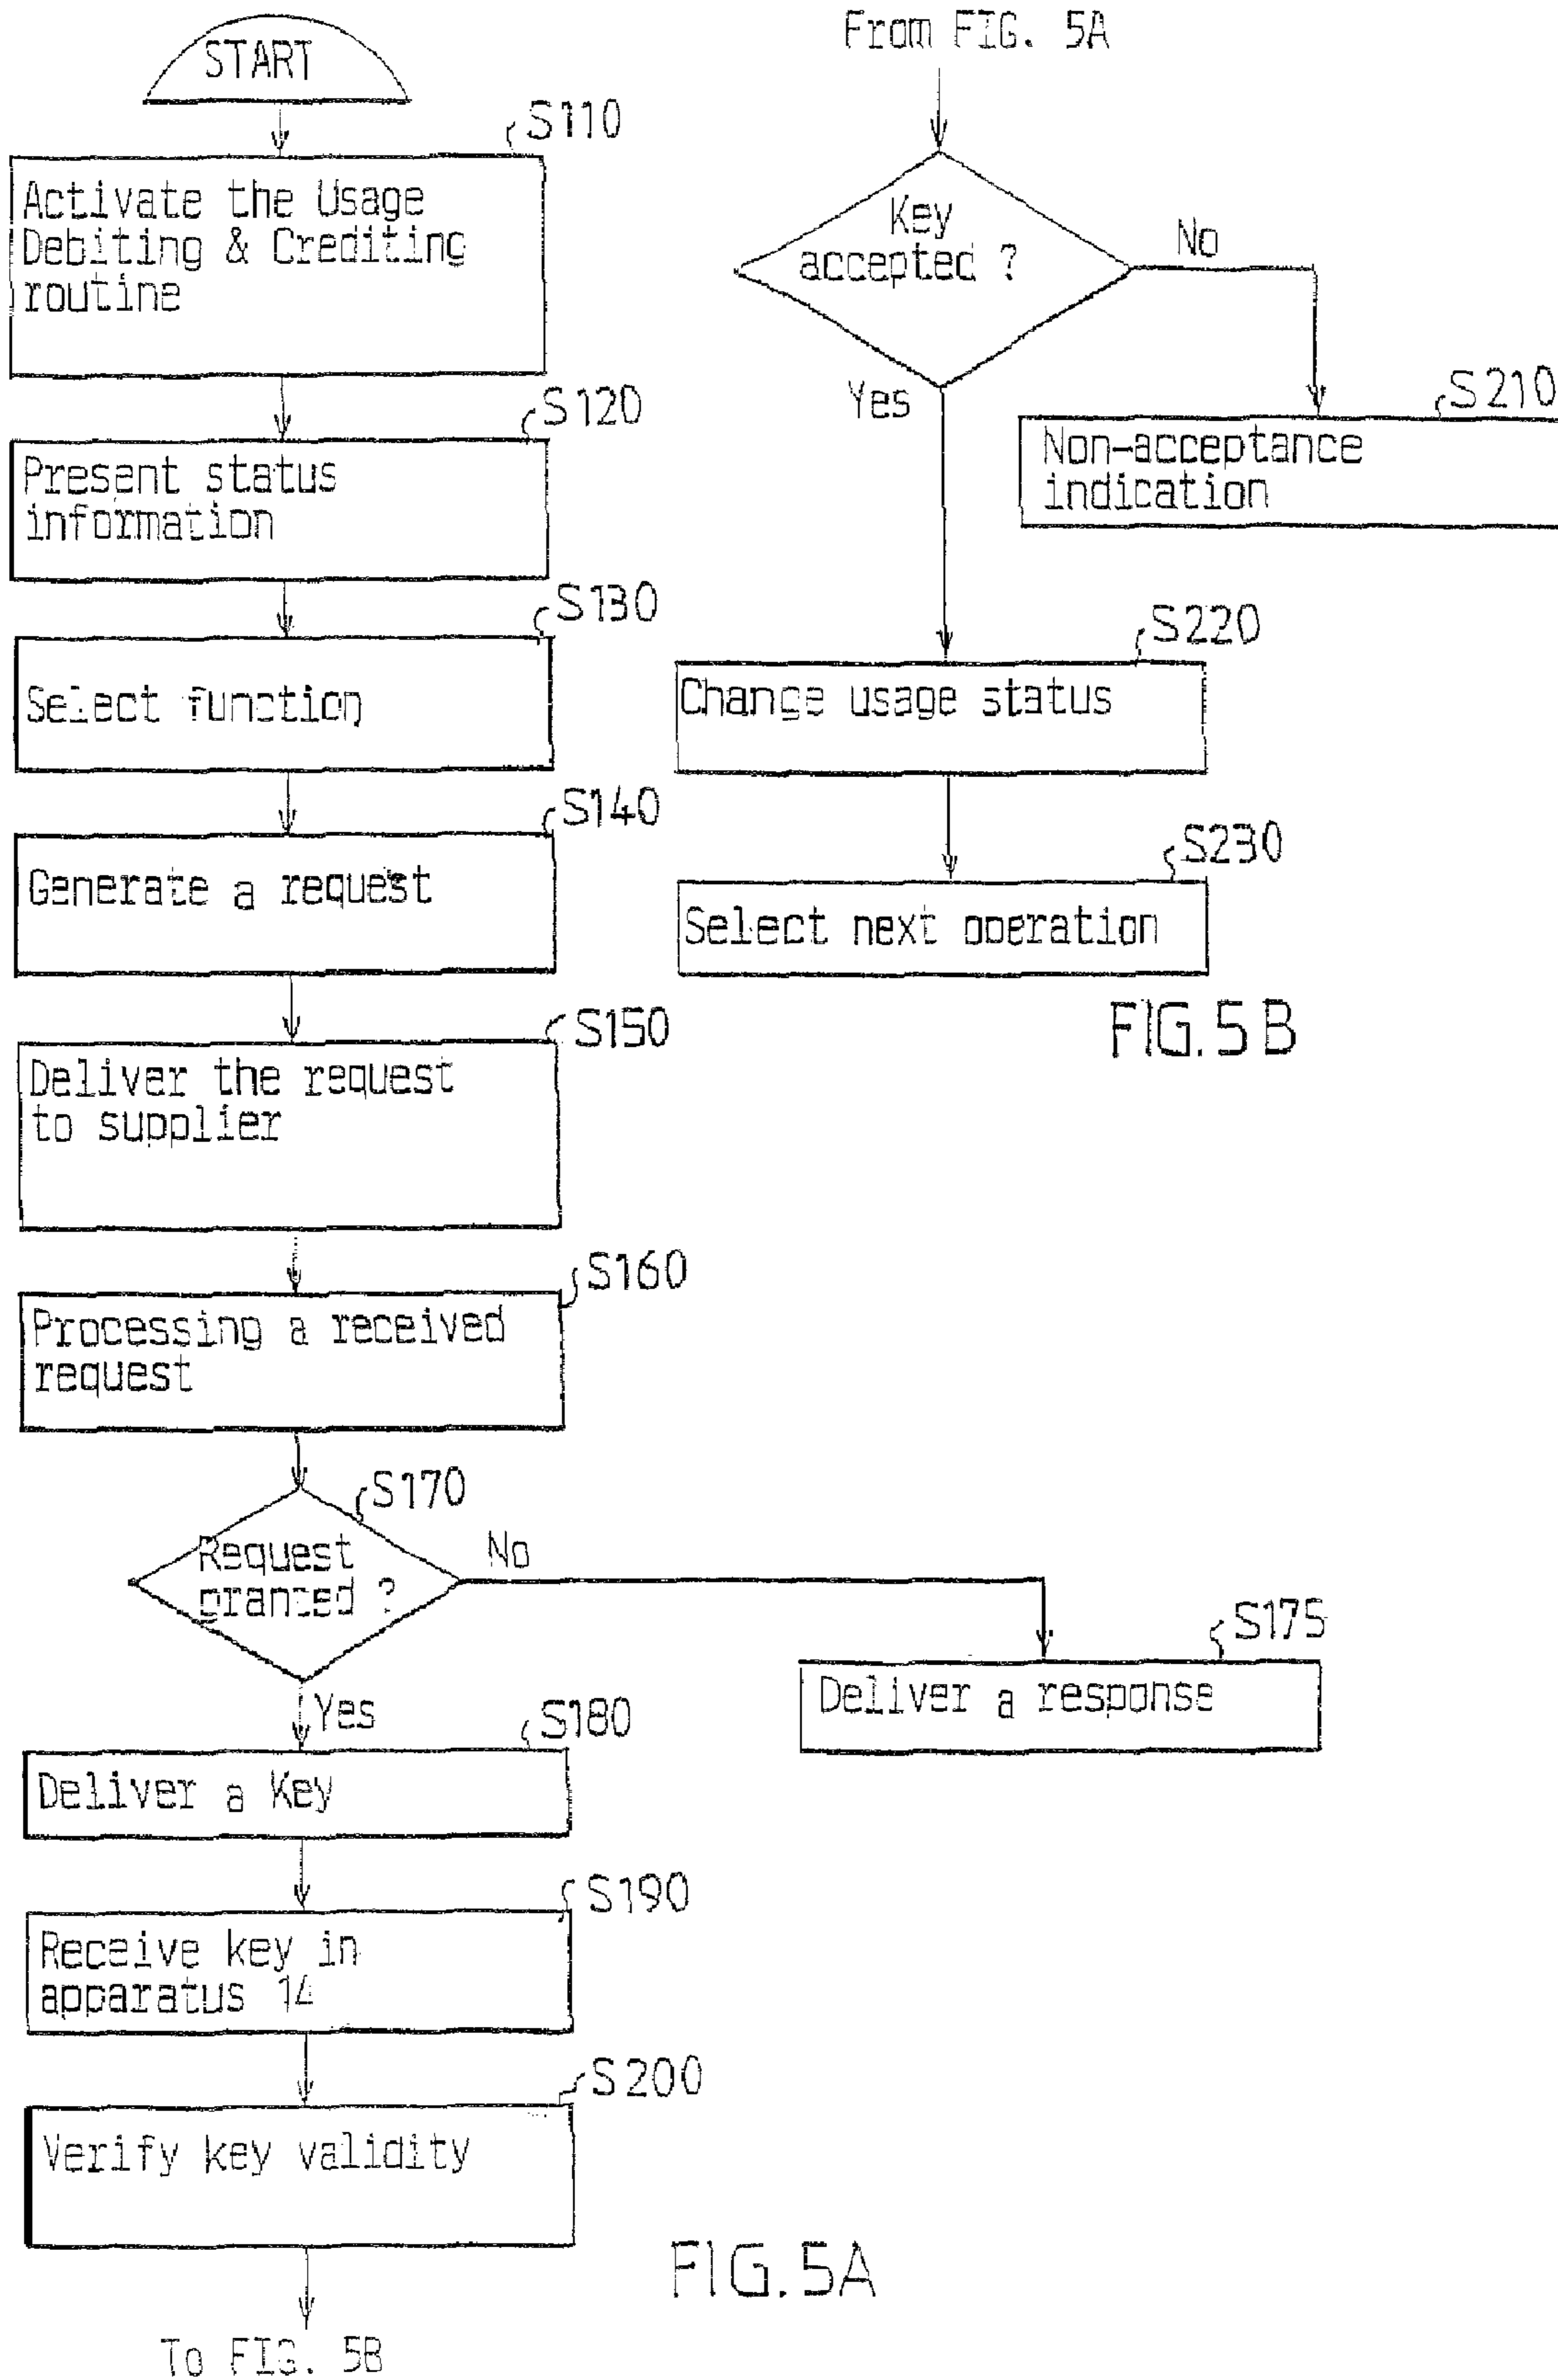 START
S110
Activate the Usage
Debiting & Crediting
routine
S120
Present status
information
S130
Select function
S140
Generate a request
S150
Deliver the request
to supplier
S160
Processing a received
request
S170
Request
granted ?
No
S175
Deliver a response
Yes
S180
Deliver a Key
S190
Receive key in
apparatus 14
S200
Verify key validity
FIG. 5A
To FIG. 5B
From FIG. 5A
Key
accepted ?
No
Yes
S210
Non-acceptance
indication
S220
Change usage status
S230
Select next operation
FIG. 5B